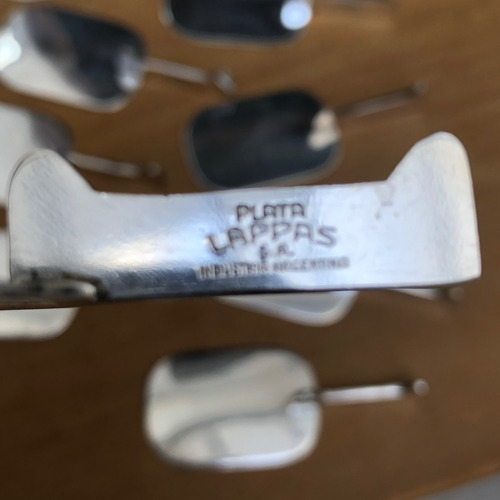 PLATA
LAPPAS
S.A.
INDUSTRIA ARGENTINA